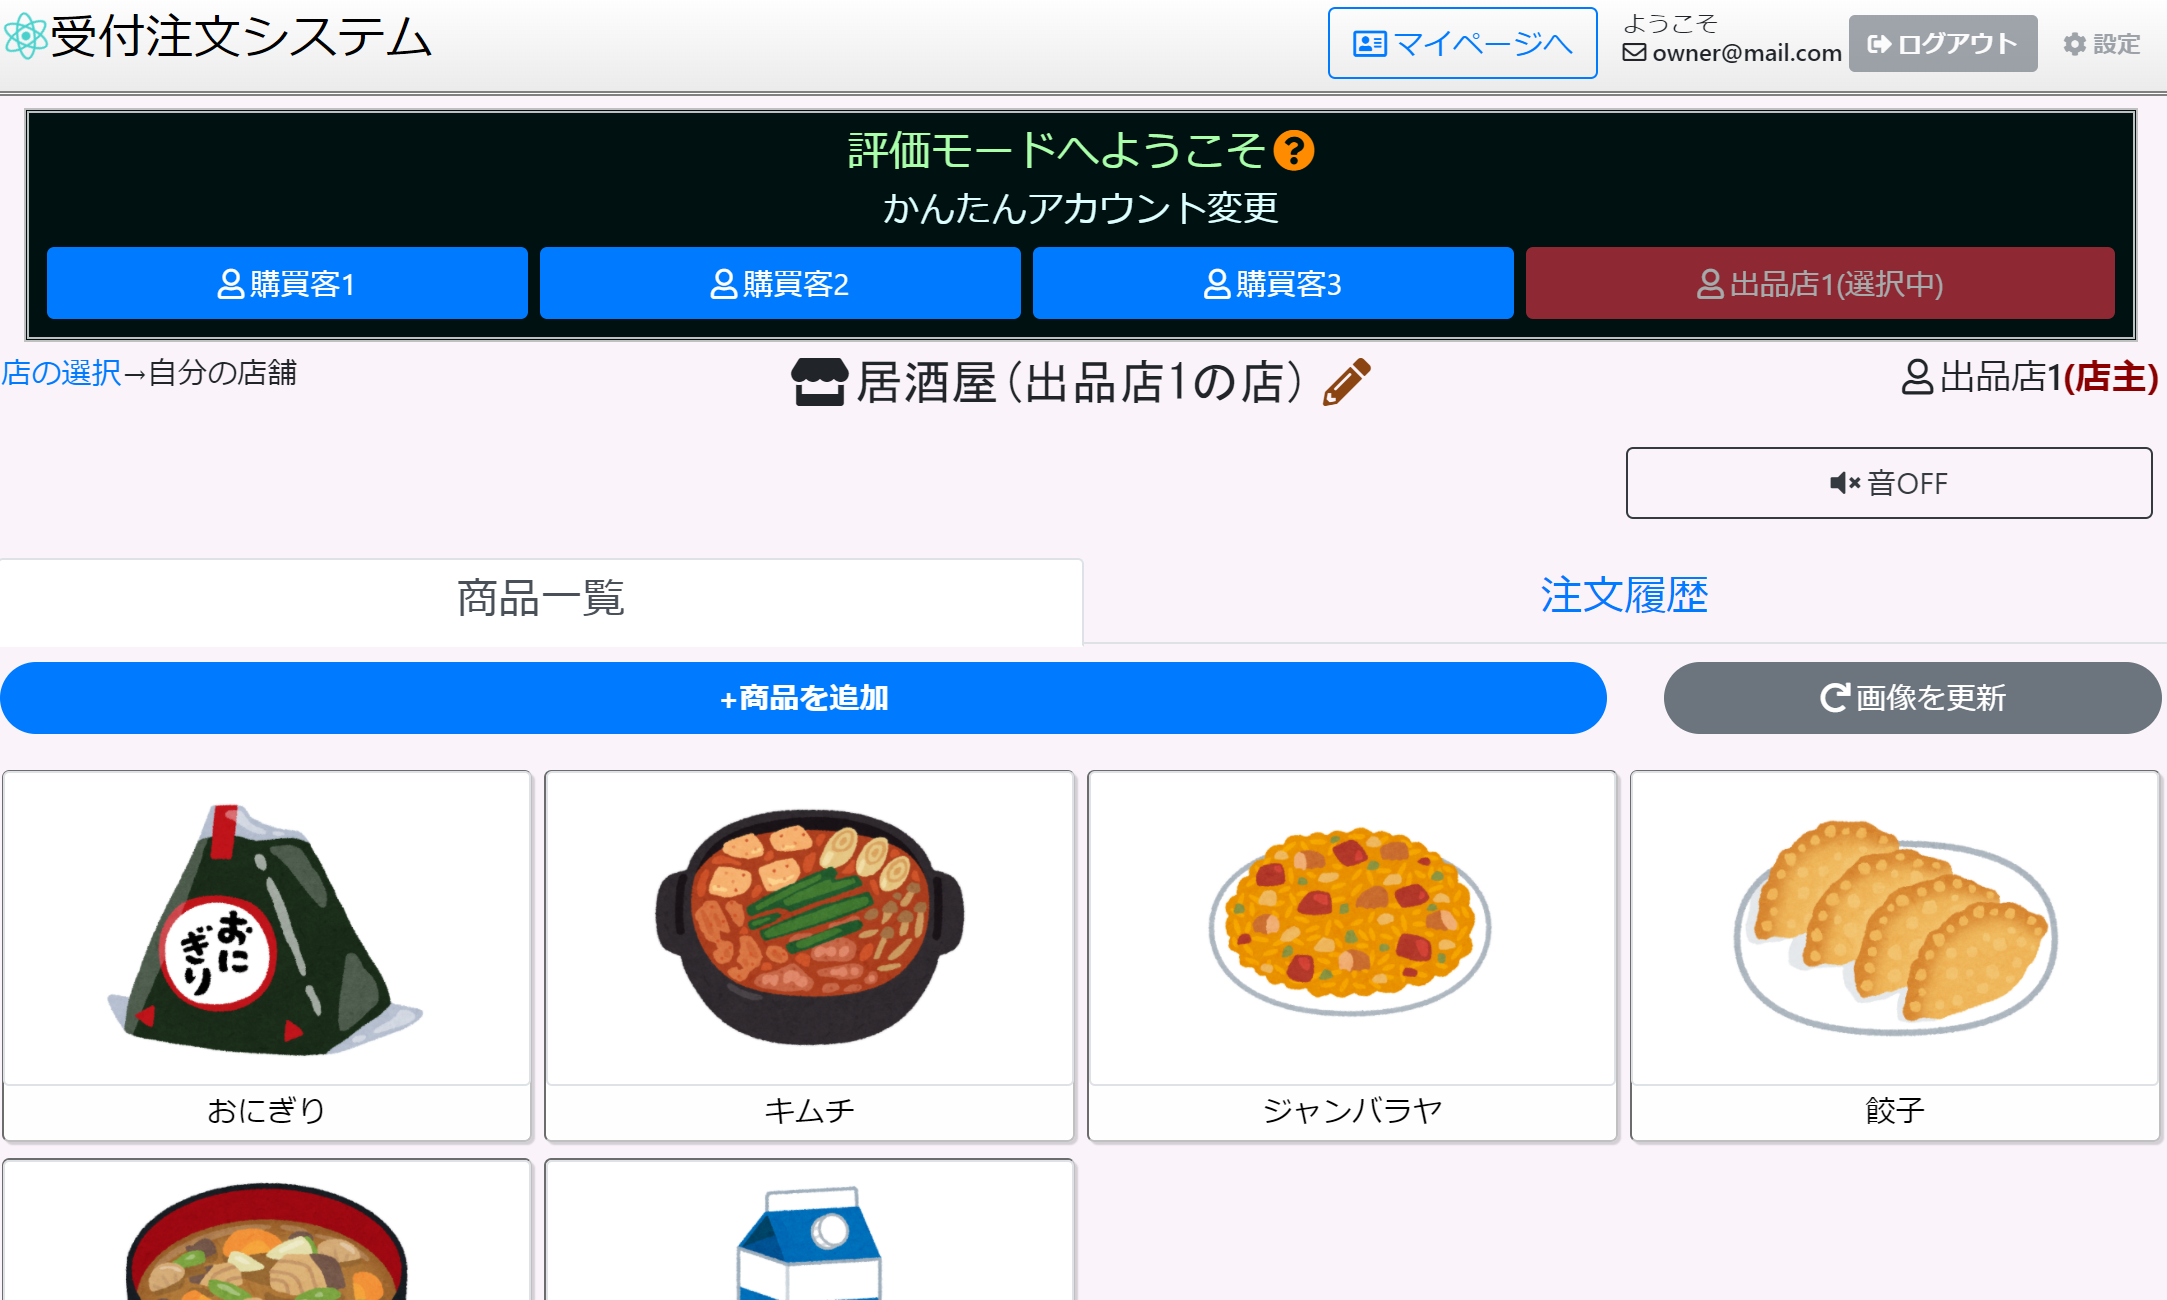 受付注文システム
マイページへ
ようこそ
owner@mail.com
ログアウト
設定
評価モードへようこそ?
かんたんアカウント変更
購買客1
購買客2
購買客3
出品店1(選択中)
店の選択→自分の店舗
居酒屋(出品店1の店)
出品店1(店主)
音OFF
商品一覧
注文履歴
+商品を追加
画像を更新
おにぎり
おにぎり
キムチ
ジャンバラヤ
餃子